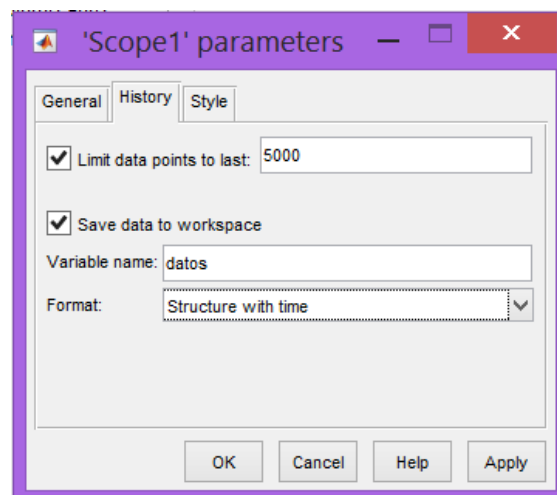 'Scope1' parameters
General History Style
Limit data points to last: 5000
Save data to workspace
Variable name: datos
Format: Structure with time
OK Cancel Help Apply